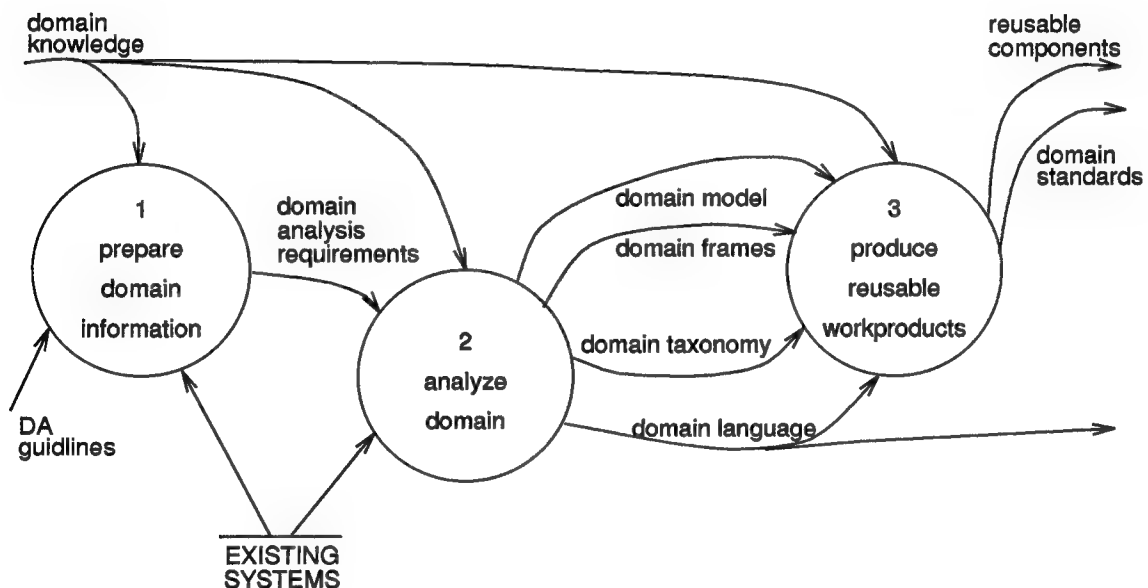 domain
knowledge
reusable
components
domain
standards
1
prepare
domain
information
domain
analysis
requirements
domain model
domain frames
3
produce
reusable
workproducts
2
analyze
domain
domain taxonomy
domain language
DA
guidlines
EXISTING
SYSTEMS